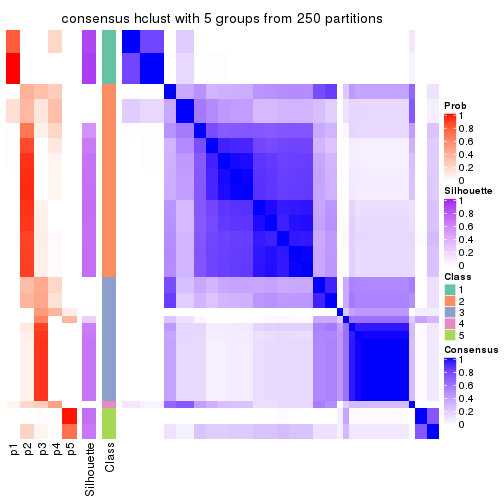 consensus hclust with 5 groups from 250 partitions
Prob
1
0.8
0.6
0.4
0.2
0
Silhouette
1
0.8
0.6
0.4
0.2
0
Class
1
2
3
4
5
Consensus
1
0.8
0.6
0.4
0.2
0
p1
p2
p3
p4
p5
Silhouette
Class